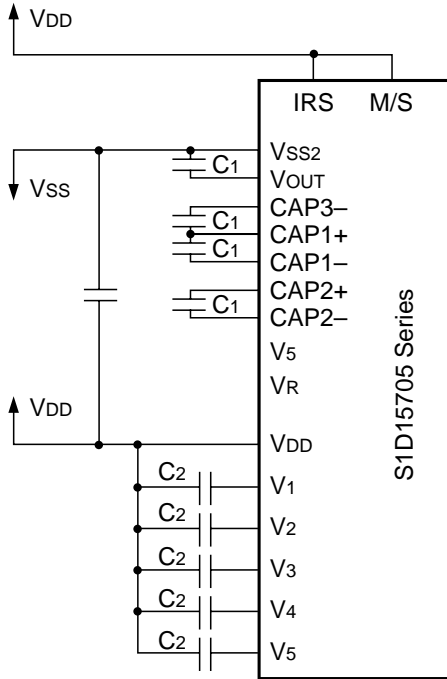 VDD
IRS M/S
VSS2
C1
VOUT
VSS
CAP3–
C1
CAP1+
C1
CAP1–
CAP2+
C1
CAP2–
V5
VR
VDD
VDD
C2
V1
C2
V2
C2
V3
C2
V4
C2
V5
S1D15705 Series